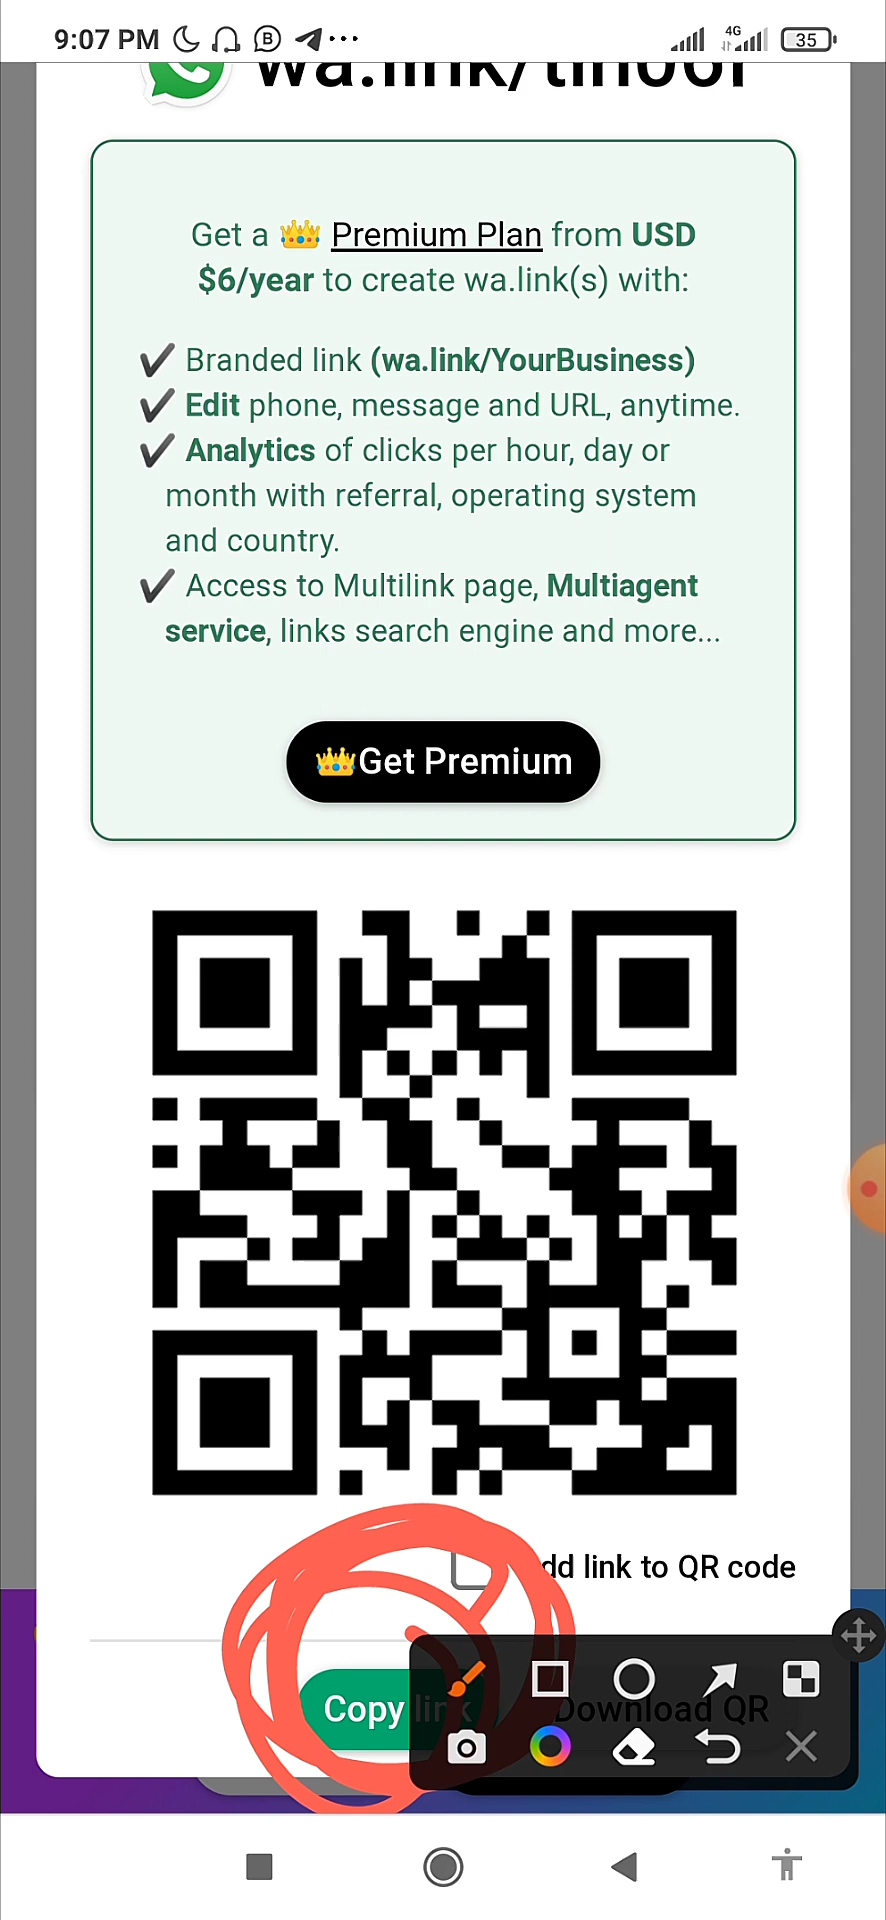 9:07 PM
4G
35
Get a 👑 Premium Plan from USD
$6/year to create wa.link(s) with:
✔ Branded link (wa.link/YourBusiness)
✔ Edit phone, message and URL, anytime.
✔ Analytics of clicks per hour, day or
month with referral, operating system
and country.
✔ Access to Multilink page, Multiagent
service, links search engine and more...
👑Get Premium
dd link to QR code
Copy link
Download QR